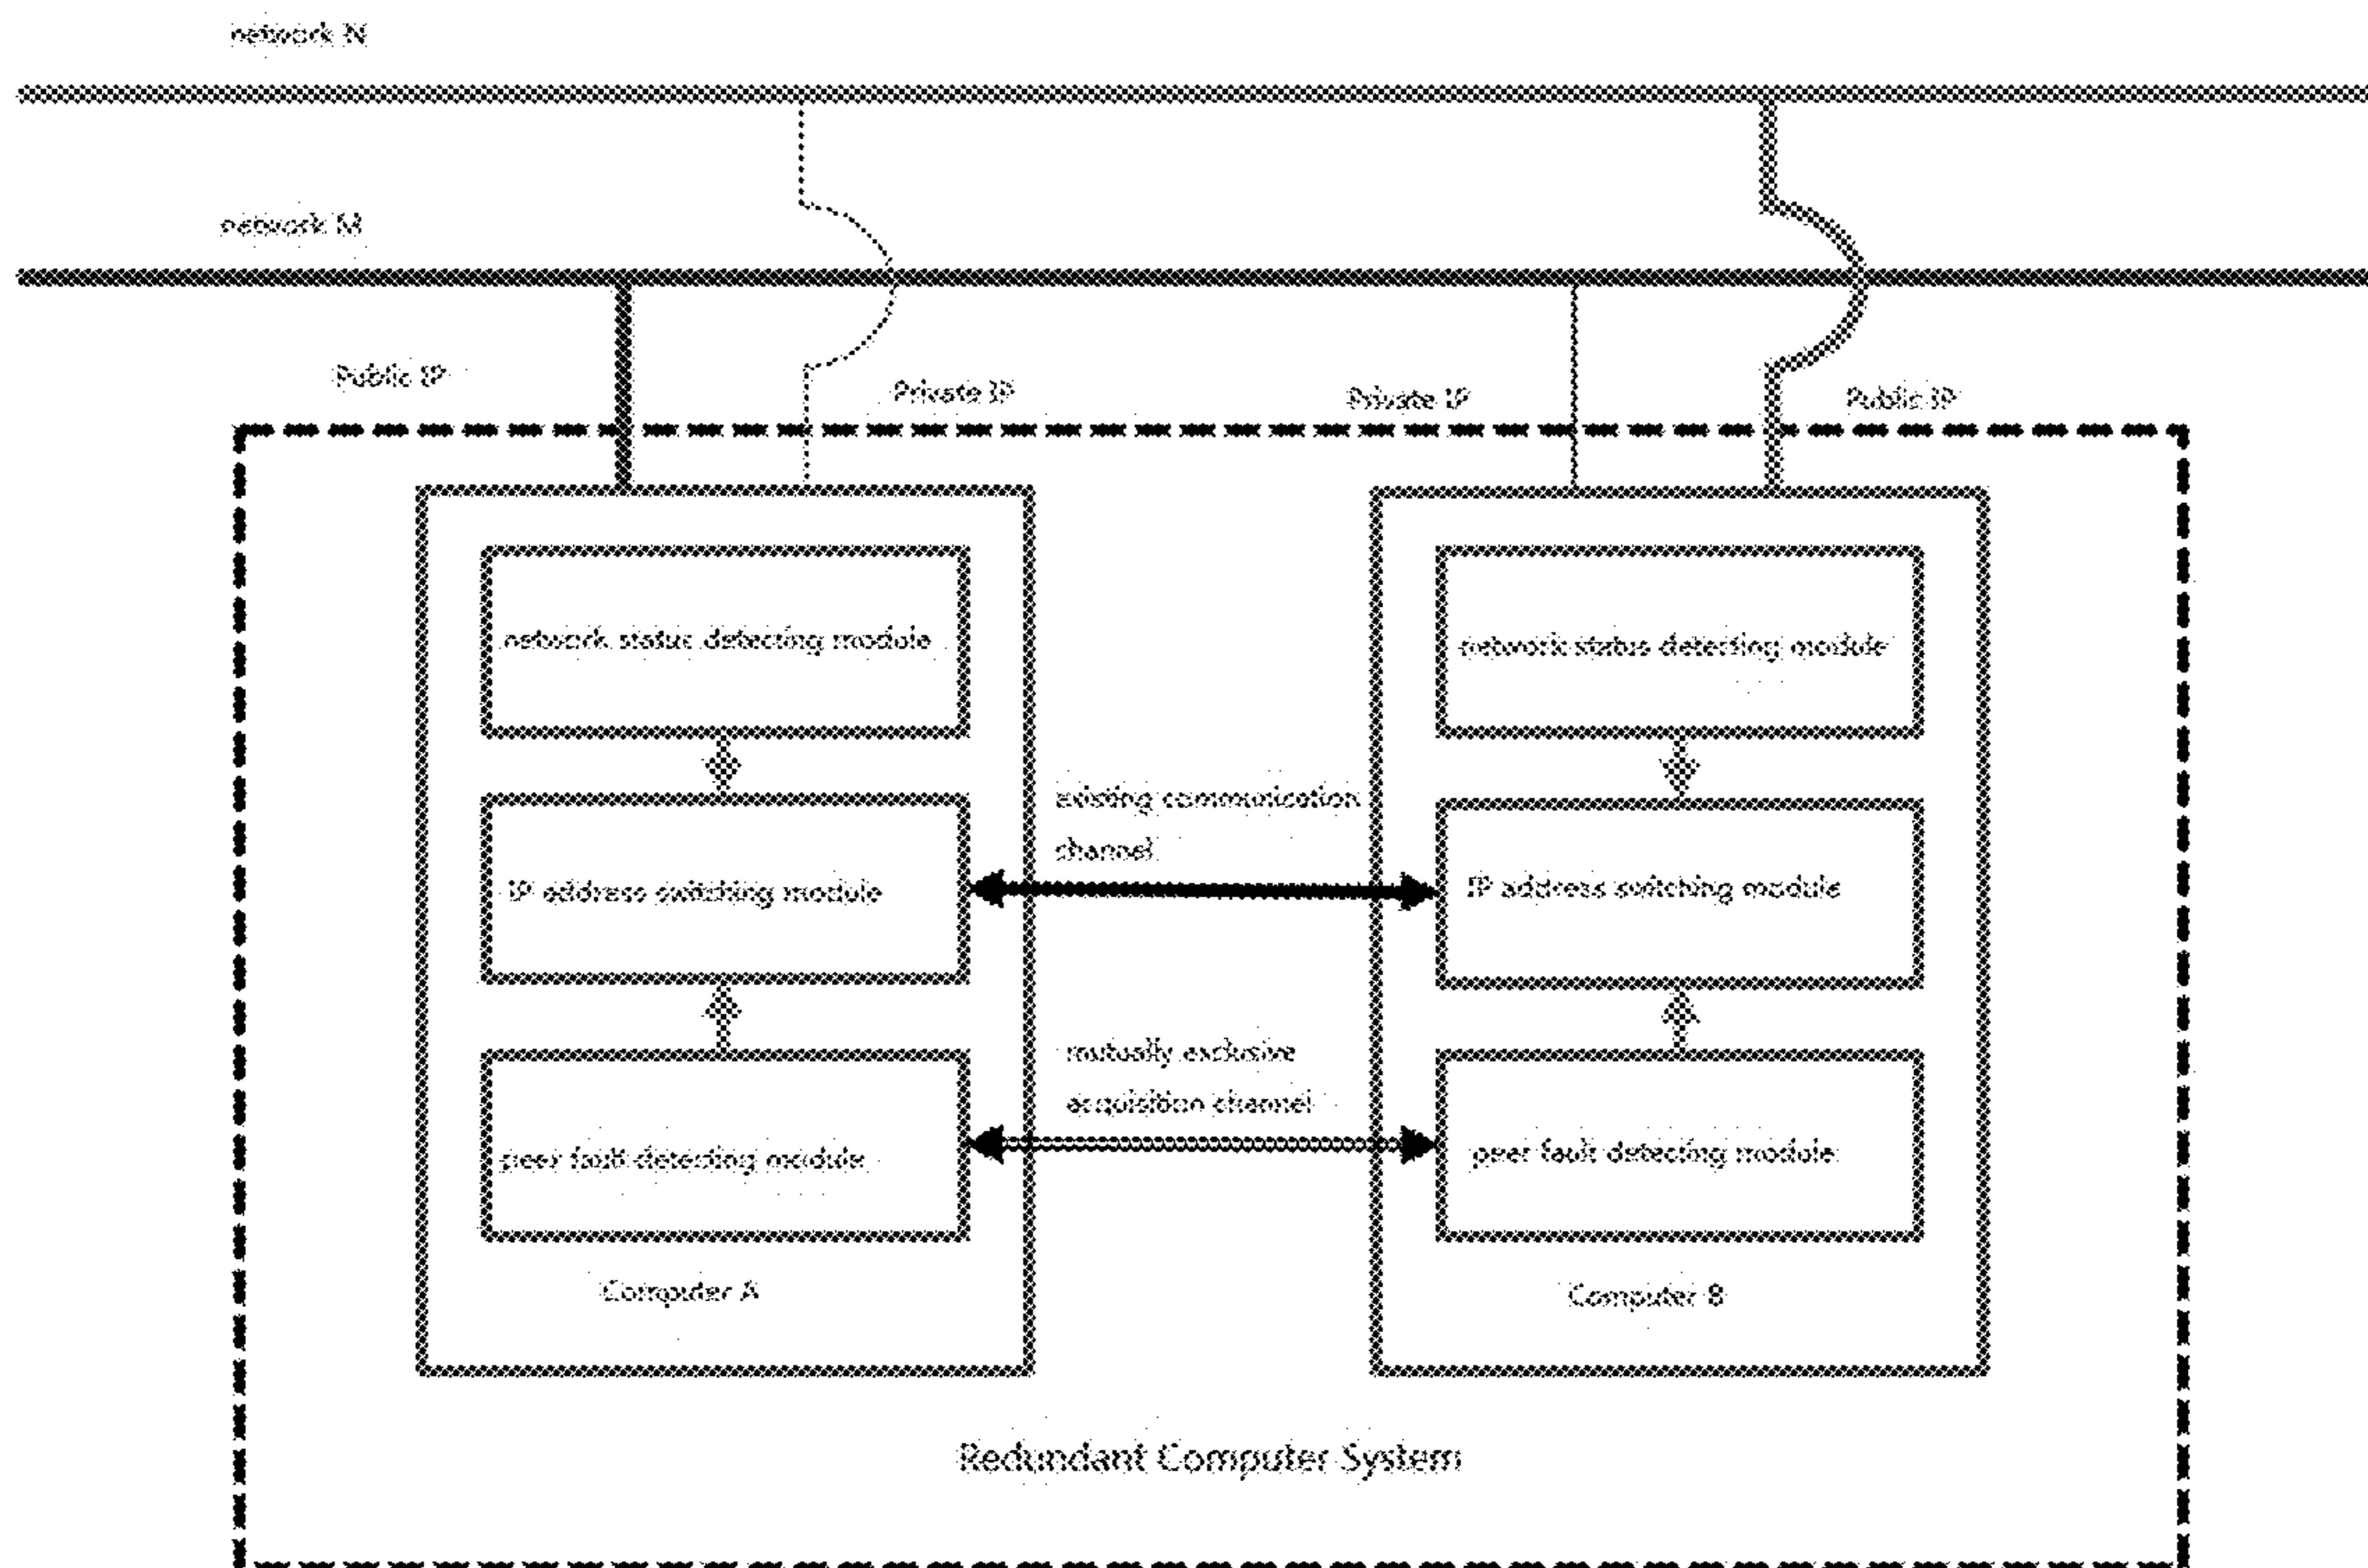 network N
network M
Public IP
Private IP
Private IP
Public IP
network status detecting module
network status detecting module
existing communication
channel
IP address switching module
IP address switching module
mutually exclusive
acquisition channel
peer fault detecting module
peer fault detecting module
Computer A
Computer B
Redundant Computer System